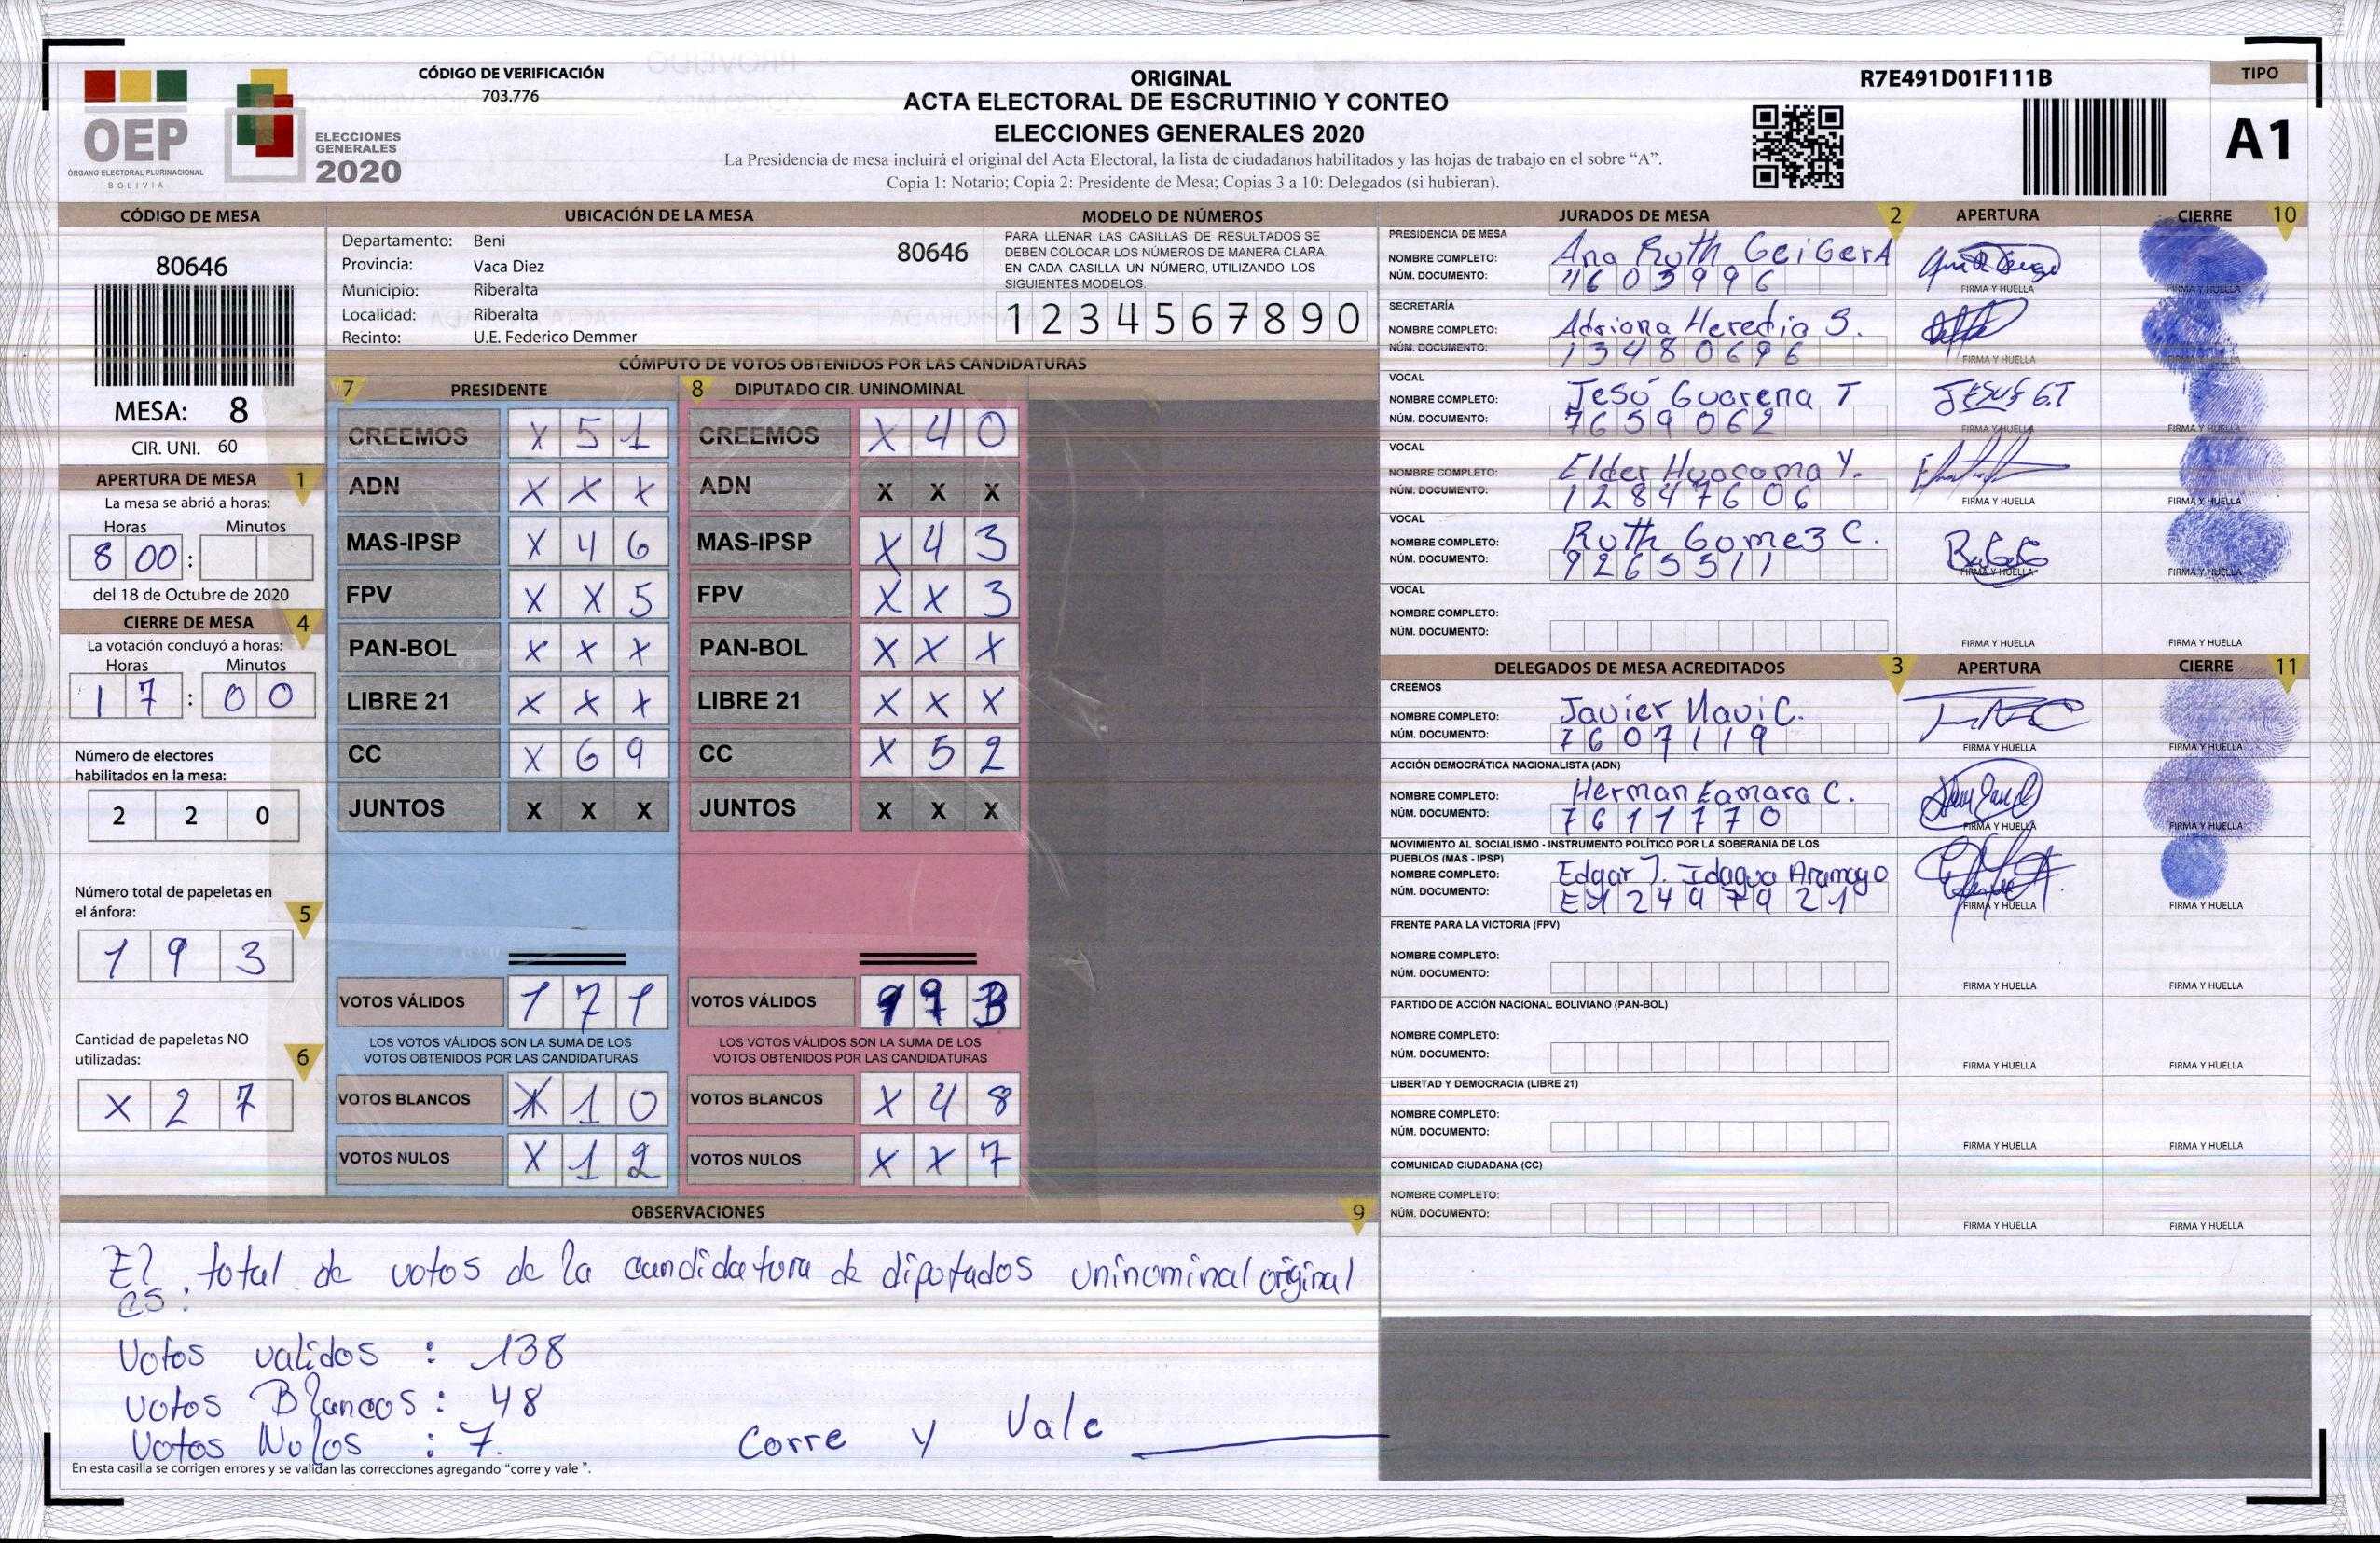 CÓDIGO DE VERIFICACIÓN
703.776
OEP
ÓRGANO ELECTORAL PLURINACIONAL
BOLIVIA
ELECCIONES
GENERALES
2020
ORIGINAL
ACTA ELECTORAL DE ESCRUTINIO Y CONTEO
ELECCIONES GENERALES 2020
La Presidencia de mesa incluirá el original del Acta Electoral, la lista de ciudadanos habilitados y las hojas de trabajo en el sobre “A”.
Copia 1: Notario; Copia 2: Presidente de Mesa; Copias 3 a 10: Delegados (si hubieran).
R7E491D01F111B
TIPO
A1
CÓDIGO DE MESA
80646
MESA: 8
CIR. UNI. 60
APERTURA DE MESA 1
La mesa se abrió a horas:
Horas Minutos
8 00 :
del 18 de Octubre de 2020
CIERRE DE MESA 4
La votación concluyó a horas:
Horas Minutos
1 7 : 0 0
Número de electores
habilitados en la mesa:
2 2 0
Número total de papeletas en
el ánfora: 5
1 9 3
Cantidad de papeletas NO
utilizadas: 6
X 2 7
UBICACIÓN DE LA MESA
Departamento: Beni 80646
Provincia: Vaca Diez
Municipio: Riberalta
Localidad: Riberalta
Recinto: U.E. Federico Demmer
MODELO DE NÚMEROS
PARA LLENAR LAS CASILLAS DE RESULTADOS SE
DEBEN COLOCAR LOS NÚMEROS DE MANERA CLARA.
EN CADA CASILLA UN NÚMERO, UTILIZANDO LOS
SIGUIENTES MODELOS:
1 2 3 4 5 6 7 8 9 0
CÓMPUTO DE VOTOS OBTENIDOS POR LAS CANDIDATURAS
7 PRESIDENTE
CREEMOS X 5 1
ADN X X X
MAS-IPSP X 4 6
FPV X X 5
PAN-BOL X X X
LIBRE 21 X X X
CC X 6 9
JUNTOS X X X
VOTOS VÁLIDOS 1 7 1
LOS VOTOS VÁLIDOS SON LA SUMA DE LOS
VOTOS OBTENIDOS POR LAS CANDIDATURAS
VOTOS BLANCOS X 1 0
VOTOS NULOS X 1 2
8 DIPUTADO CIR. UNINOMINAL
CREEMOS X 4 0
ADN X X X
MAS-IPSP X 4 3
FPV X X 3
PAN-BOL X X X
LIBRE 21 X X X
CC X 5 2
JUNTOS X X X
VOTOS VÁLIDOS
LOS VOTOS VÁLIDOS SON LA SUMA DE LOS
VOTOS OBTENIDOS POR LAS CANDIDATURAS
VOTOS BLANCOS X 4 8
VOTOS NULOS X X 7
OBSERVACIONES 9
El total de votos de la candidatura de diputados uninominal original
es:
Votos validos : 138
Votos Blancos : 48
Votos Nulos : 7.
Corre y Vale
En esta casilla se corrigen errores y se validan las correcciones agregando “corre y vale ”.
JURADOS DE MESA 2 APERTURA CIERRE 10
PRESIDENCIA DE MESA
NOMBRE COMPLETO: Ana Ruth GeiGer A
NÚM. DOCUMENTO: FIRMA Y HUELLA FIRMA Y HUELLA
SECRETARÍA
NOMBRE COMPLETO: Adriana Heredia S.
NÚM. DOCUMENTO: 13480696 FIRMA Y HUELLA FIRMA Y HUELLA
VOCAL
NOMBRE COMPLETO: Jesú Guarena T JESUS G.T
NÚM. DOCUMENTO: 7659062 FIRMA Y HUELLA FIRMA Y HUELLA
VOCAL
NOMBRE COMPLETO: Elder Huacoma Y.
NÚM. DOCUMENTO: 12847606 FIRMA Y HUELLA FIRMA Y HUELLA
VOCAL
NOMBRE COMPLETO: Ruth Gomez C.
NÚM. DOCUMENTO: 9265511 FIRMA Y HUELLA FIRMA Y HUELLA
VOCAL
NOMBRE COMPLETO:
NÚM. DOCUMENTO: FIRMA Y HUELLA FIRMA Y HUELLA
DELEGADOS DE MESA ACREDITADOS 3 APERTURA CIERRE 11
CREEMOS
NOMBRE COMPLETO: Javier Navi C.
NÚM. DOCUMENTO: 7607119 FIRMA Y HUELLA FIRMA Y HUELLA
ACCIÓN DEMOCRÁTICA NACIONALISTA (ADN)
NOMBRE COMPLETO: Herman Eamara C.
NÚM. DOCUMENTO: 7611770 FIRMA Y HUELLA FIRMA Y HUELLA
MOVIMIENTO AL SOCIALISMO - INSTRUMENTO POLÍTICO POR LA SOBERANIA DE LOS
PUEBLOS (MAS - IPSP)
NOMBRE COMPLETO: Edgar J. Idagua Aramayo
NÚM. DOCUMENTO: FIRMA Y HUELLA FIRMA Y HUELLA
FRENTE PARA LA VICTORIA (FPV)
NOMBRE COMPLETO:
NÚM. DOCUMENTO: FIRMA Y HUELLA FIRMA Y HUELLA
PARTIDO DE ACCIÓN NACIONAL BOLIVIANO (PAN-BOL)
NOMBRE COMPLETO:
NÚM. DOCUMENTO: FIRMA Y HUELLA FIRMA Y HUELLA
LIBERTAD Y DEMOCRACIA (LIBRE 21)
NOMBRE COMPLETO:
NÚM. DOCUMENTO: FIRMA Y HUELLA FIRMA Y HUELLA
COMUNIDAD CIUDADANA (CC)
NOMBRE COMPLETO:
NÚM. DOCUMENTO: FIRMA Y HUELLA FIRMA Y HUELLA